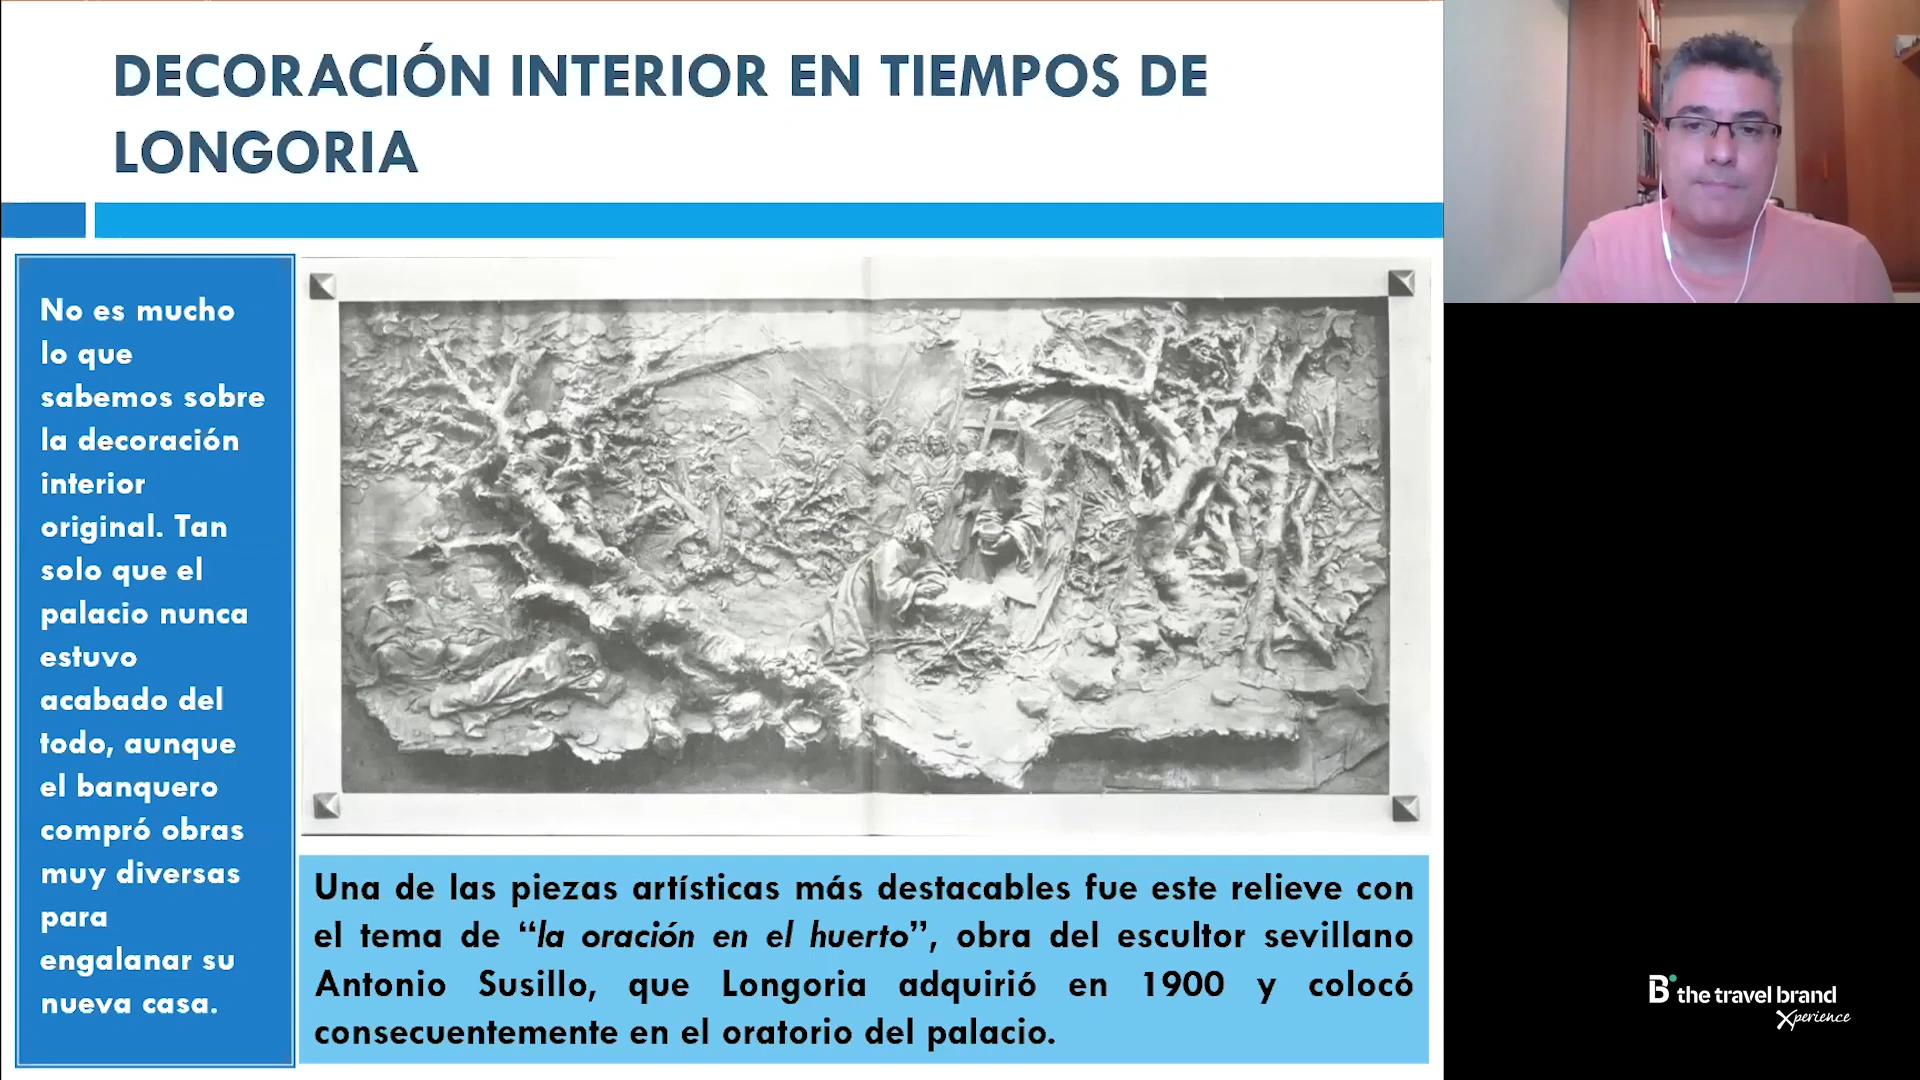 DECORACIÓN INTERIOR EN TIEMPOS DE
LONGORIA
No es mucho
lo que
sabemos sobre
la decoración
interior
original. Tan
solo que el
palacio nunca
estuvo
acabado del
todo, aunque
el banquero
compró obras
muy diversas
para
engalanar su
nueva casa.
Una de las piezas artísticas más destacables fue este relieve con
el tema de “la oración en el huerto”, obra del escultor sevillano
Antonio Susillo, que Longoria adquirió en 1900 y colocó
consecuentemente en el oratorio del palacio.
B the travel brand
Xperience